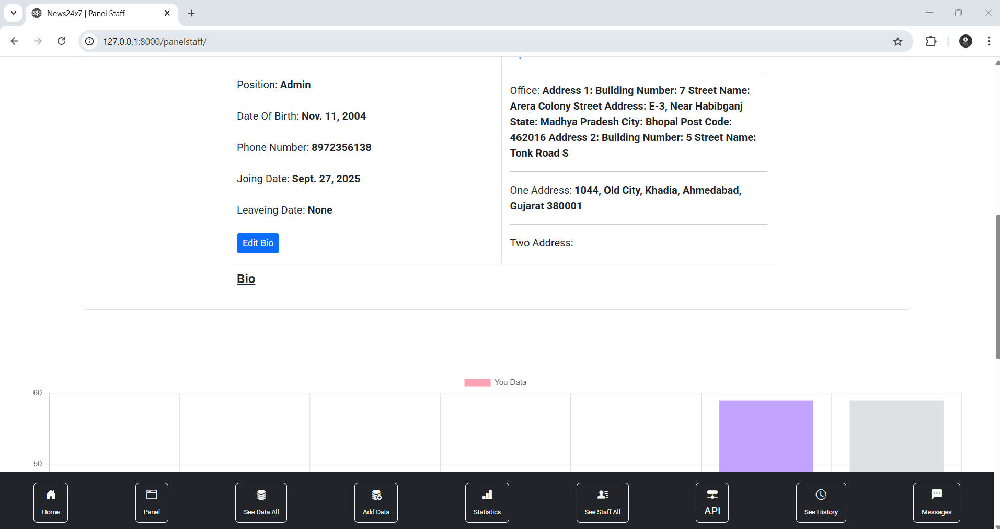 News24x7 | Panel Staff
127.0.0.1:8000/panelstaff/
Position: Admin
Date Of Birth: Nov. 11, 2004
Phone Number: 8972356138
Joing Date: Sept. 27, 2025
Leaveing Date: None
Edit Bio
Office: Address 1: Building Number: 7 Street Name:
Arera Colony Street Address: E-3, Near Habibganj
State: Madhya Pradesh City: Bhopal Post Code:
462016 Address 2: Building Number: 5 Street Name:
Tonk Road S
One Address: 1044, Old City, Khadia, Ahmedabad,
Gujarat 380001
Two Address:
Bio
You Data
60
50
Home
Panel
See Data All
Add Data
Statistics
See Staff All
API
See History
Messages